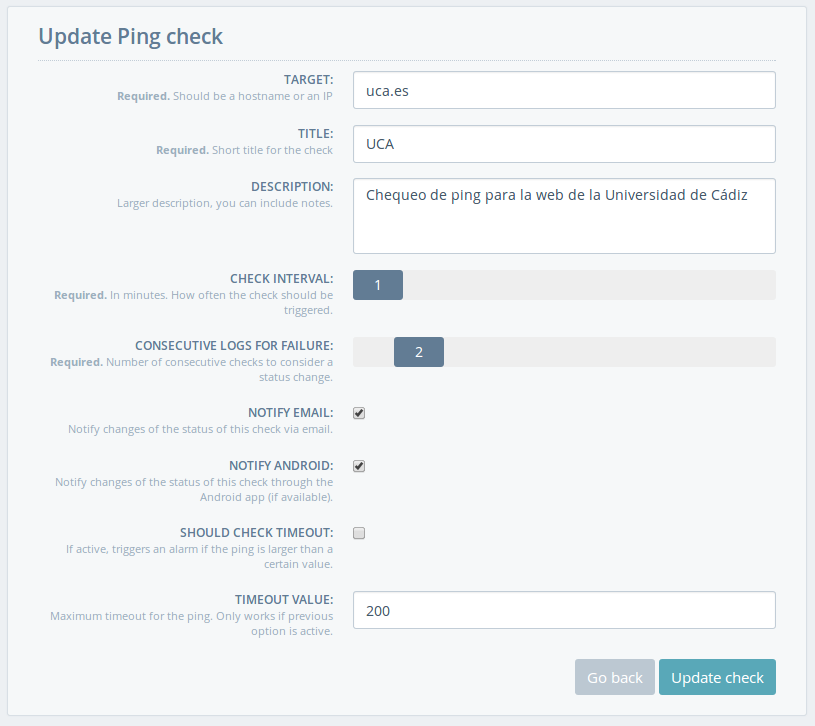 Update Ping check
TARGET:
Required. Should be a hostname or an IP
uca.es
TITLE:
Required. Short title for the check
UCA
DESCRIPTION:
Larger description, you can include notes.
Chequeo de ping para la web de la Universidad de Cádiz
CHECK INTERVAL:
Required. In minutes. How often the check should be
triggered.
1
CONSECUTIVE LOGS FOR FAILURE:
Required. Number of consecutive checks to consider a
status change.
2
NOTIFY EMAIL:
Notify changes of the status of this check via email.
NOTIFY ANDROID:
Notify changes of the status of this check through the
Android app (if available).
SHOULD CHECK TIMEOUT:
If active, triggers an alarm if the ping is larger than a
certain value.
TIMEOUT VALUE:
Maximum timeout for the ping. Only works if previous
option is active.
200
Go back
Update check